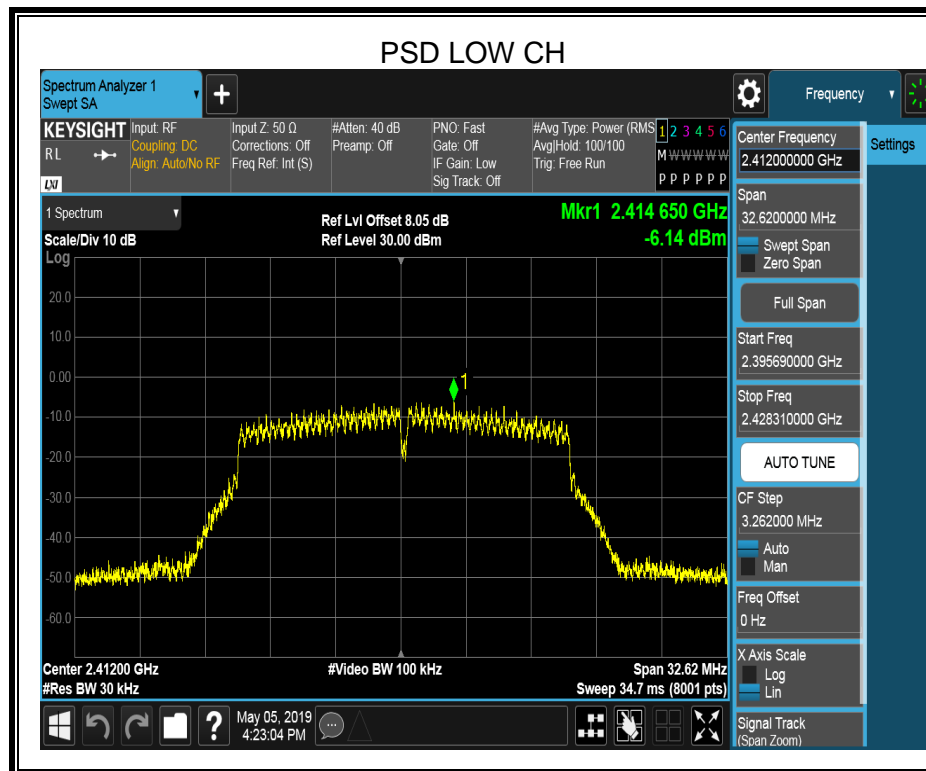 PSD LOW CH
Spectrum Analyzer 1
Swept SA
Frequency
KEYSIGHT
RL
LXI
Input: RF
Coupling: DC
Align: Auto/No RF
Input Z: 50 Ω
Corrections: Off
Freq Ref: Int (S)
#Atten: 40 dB
Preamp: Off
PNO: Fast
Gate: Off
IF Gain: Low
Sig Track: Off
#Avg Type: Power (RMS
Avg|Hold: 100/100
Trig: Free Run
1 2 3 4 5 6
M W W W W W
P P P P P P
1 Spectrum
Scale/Div 10 dB
Log
Ref Lvl Offset 8.05 dB
Ref Level 30.00 dBm
Mkr1 2.414 650 GHz
-6.14 dBm
20.0
10.0
0.00
-10.0
-20.0
-30.0
-40.0
-50.0
-60.0
1
Center 2.41200 GHz
#Res BW 30 kHz
#Video BW 100 kHz
Span 32.62 MHz
Sweep 34.7 ms (8001 pts)
Center Frequency
2.412000000 GHz
Settings
Span
32.6200000 MHz
Swept Span
Zero Span
Full Span
Start Freq
2.395690000 GHz
Stop Freq
2.428310000 GHz
AUTO TUNE
CF Step
3.262000 MHz
Auto
Man
Freq Offset
0 Hz
X Axis Scale
Log
Lin
Signal Track
(Span Zoom)
?
May 05, 2019
4:23:04 PM